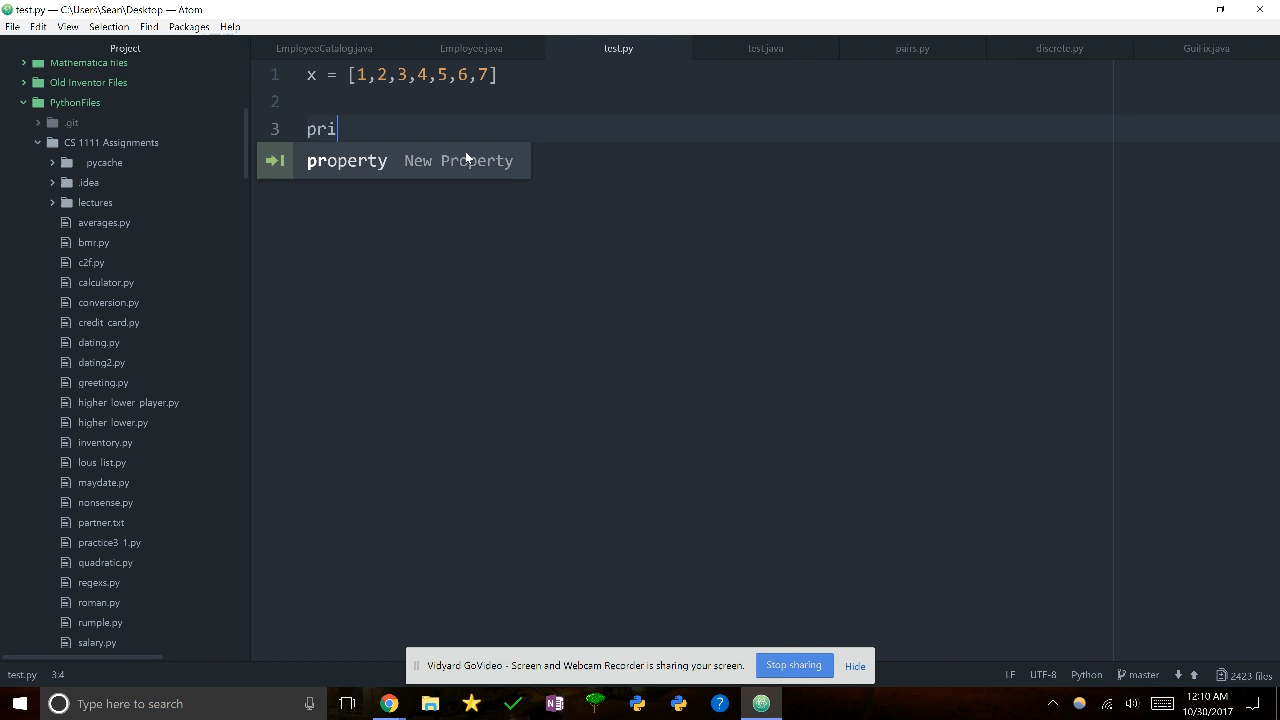 test.py — C:\Users\Sean\Desktop — Atom
File Edit View Selection Find Packages Help
Project
EmployeeCatalog.java Employee.java test.py test.java pairs.py discrete.py GuiFix.java
Mathematica files
Old Inventor Files
PythonFiles
.git
CS 1111 Assignments
pycache
.idea
lectures
averages.py
bmr.py
c2f.py
calculator.py
conversion.py
credit card.py
dating.py
dating2.py
greeting.py
higher lower player.py
higher lower.py
inventory.py
lous list.py
maydate.py
nonsense.py
partner.txt
practice3 1.py
quadratic.py
regexs.py
roman.py
rumple.py
salary.py
1 x = [1,2,3,4,5,6,7]
2
3 pri
property New Property
Vidyard GoVideo - Screen and Webcam Recorder is sharing your screen. Stop sharing Hide
test.py 3:4 LF UTF-8 Python master 2423 files
Type here to search
12:10 AM
10/30/2017